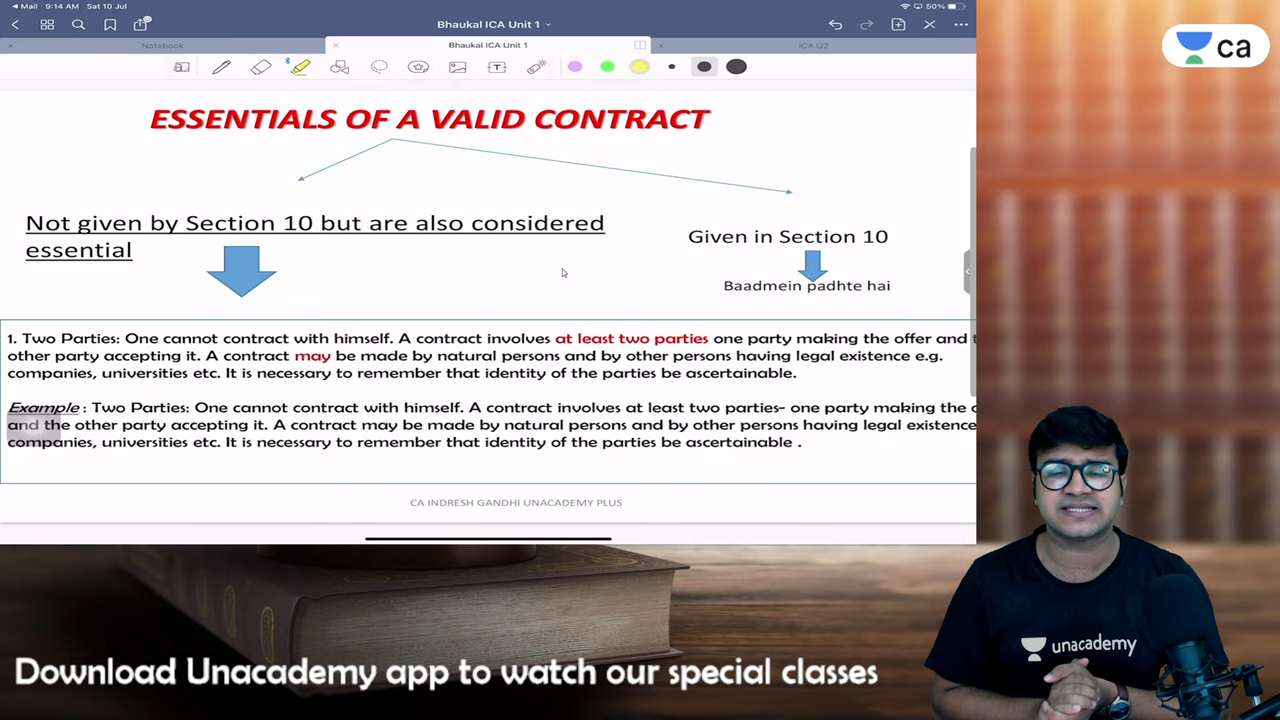 Mail 9:14 AM Sat 10 Jul 50%
Bhaukal ICA Unit 1
Notebook Bhaukal ICA Unit 1 ICA U2
ca
ESSENTIALS OF A VALID CONTRACT
Not given by Section 10 but are also considered
essential
Given in Section 10
Baadmein padhte hai
1. Two Parties: One cannot contract with himself. A contract involves at least two parties one party making the offer and t
other party accepting it. A contract may be made by natural persons and by other persons having legal existence e.g.
companies, universities etc. It is necessary to remember that identity of the parties be ascertainable.
Example : Two Parties: One cannot contract with himself. A contract involves at least two parties- one party making the o
and the other party accepting it. A contract may be made by natural persons and by other persons having legal existence
companies, universities etc. It is necessary to remember that identity of the parties be ascertainable .
CA INDRESH GANDHI UNACADEMY PLUS
unacademy
Download Unacademy app to watch our special classes